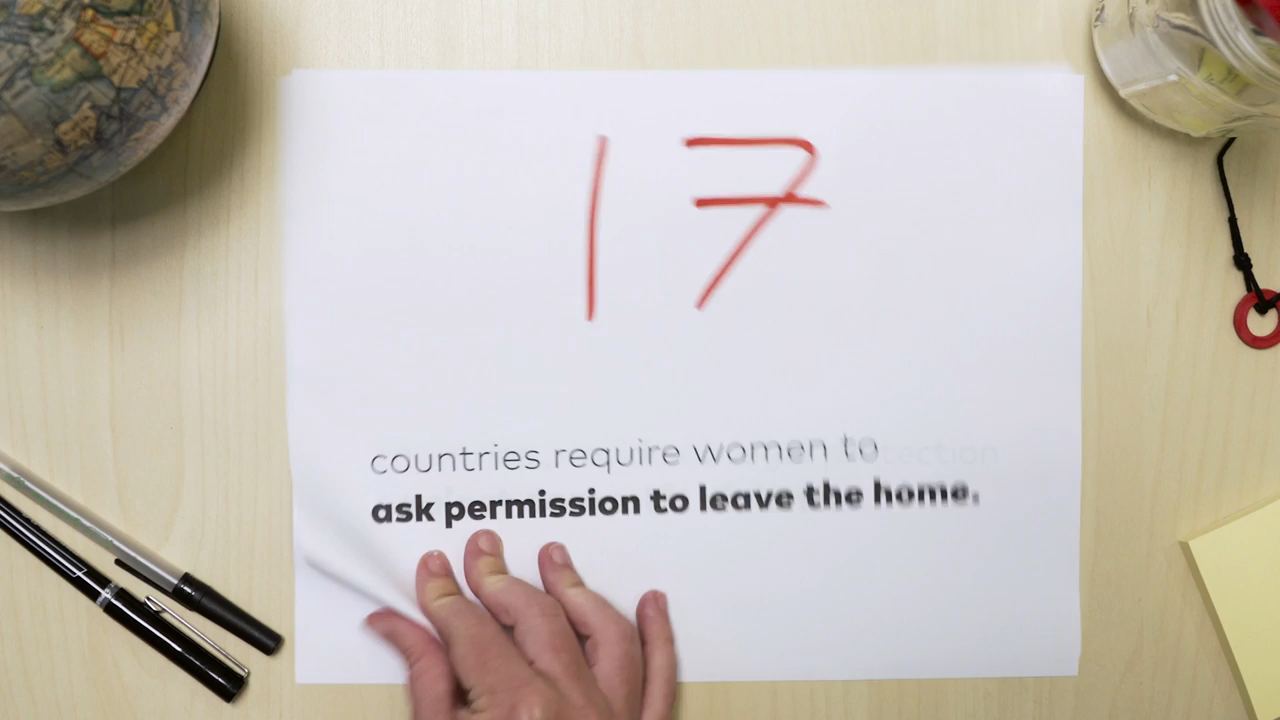 17
countries require women to
ask permission to leave the home.